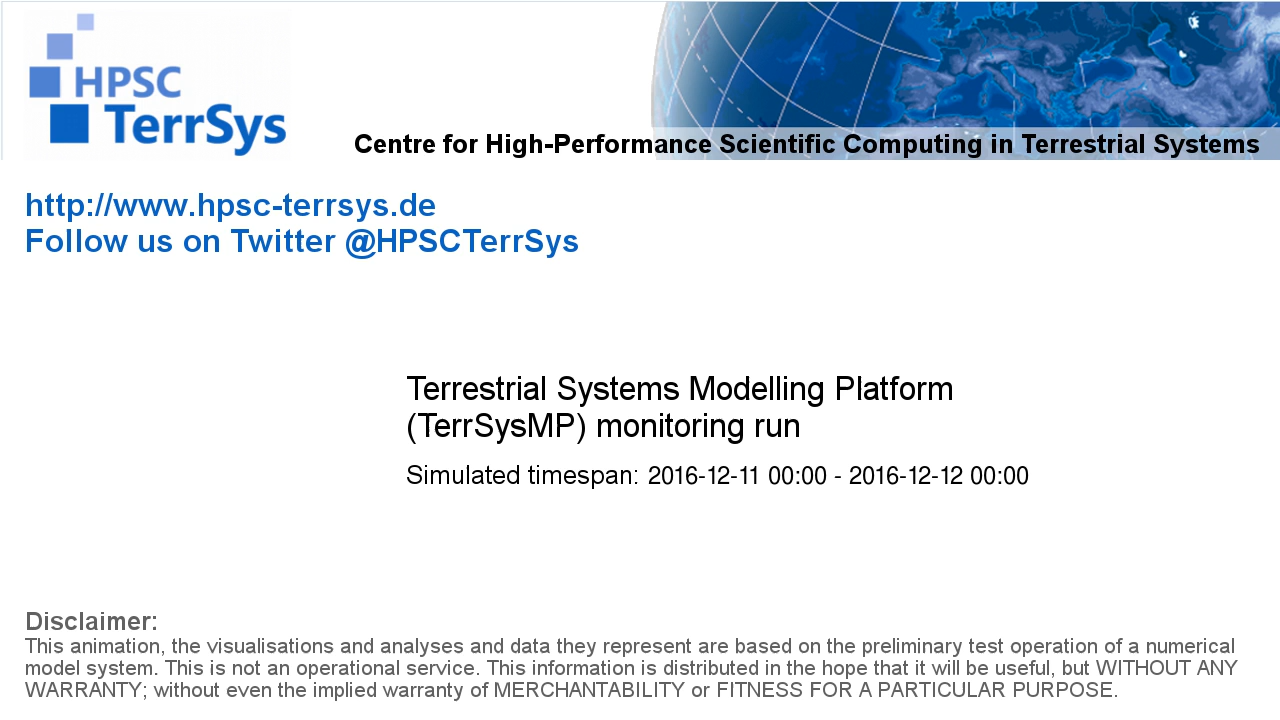 HPSC
TerrSys
Centre for High-Performance Scientific Computing in Terrestrial Systems
http://www.hpsc-terrsys.de
Follow us on Twitter @HPSCTerrSys
Terrestrial Systems Modelling Platform
(TerrSysMP) monitoring run
Simulated timespan: 2016-12-11 00:00 - 2016-12-12 00:00
Disclaimer:
This animation, the visualisations and analyses and data they represent are based on the preliminary test operation of a numerical
model system. This is not an operational service. This information is distributed in the hope that it will be useful, but WITHOUT ANY
WARRANTY; without even the implied warranty of MERCHANTABILITY or FITNESS FOR A PARTICULAR PURPOSE.